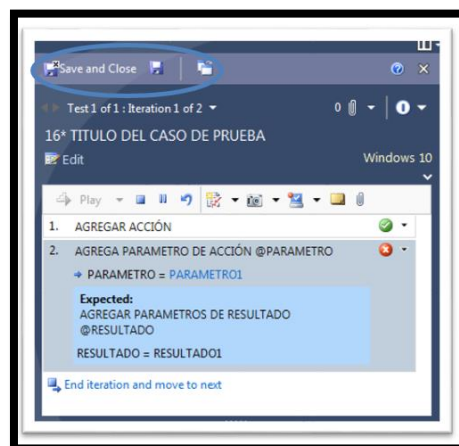 Save and Close
Test 1 of 1 : Iteration 1 of 2
0
16* TITULO DEL CASO DE PRUEBA
Edit
Windows 10
Play
1. AGREGAR ACCIÓN
2. AGREGA PARAMETRO DE ACCIÓN @PARAMETRO
PARAMETRO = PARAMETRO1
Expected:
AGREGAR PARAMETROS DE RESULTADO
@RESULTADO
RESULTADO = RESULTADO1
End iteration and move to next